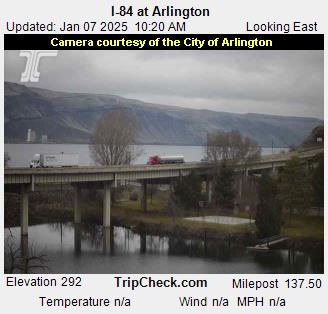 I-84 at Arlington
Updated: Jan 07 2025 10:20 AM Looking East
Camera courtesy of the City of Arlington
Elevation 292 TripCheck.com Milepost 137.50
Temperature n/a Wind n/a MPH n/a